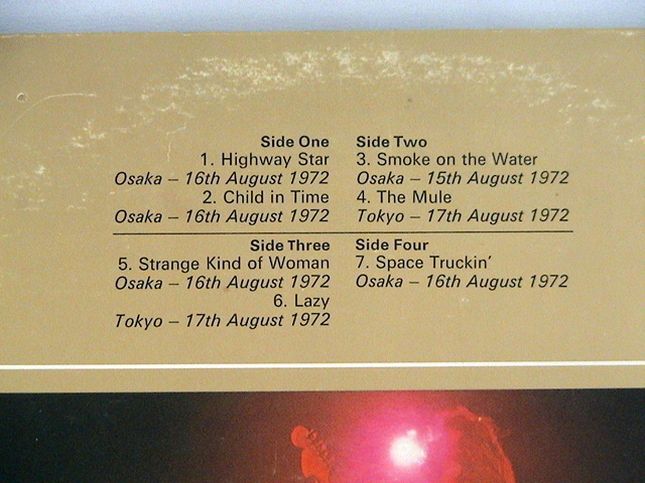 Side One
1. Highway Star
Osaka – 16th August 1972
2. Child in Time
Osaka – 16th August 1972
Side Two
3. Smoke on the Water
Osaka – 15th August 1972
4. The Mule
Tokyo – 17th August 1972
Side Three
5. Strange Kind of Woman
Osaka – 16th August 1972
6. Lazy
Tokyo – 17th August 1972
Side Four
7. Space Truckin'
Osaka – 16th August 1972